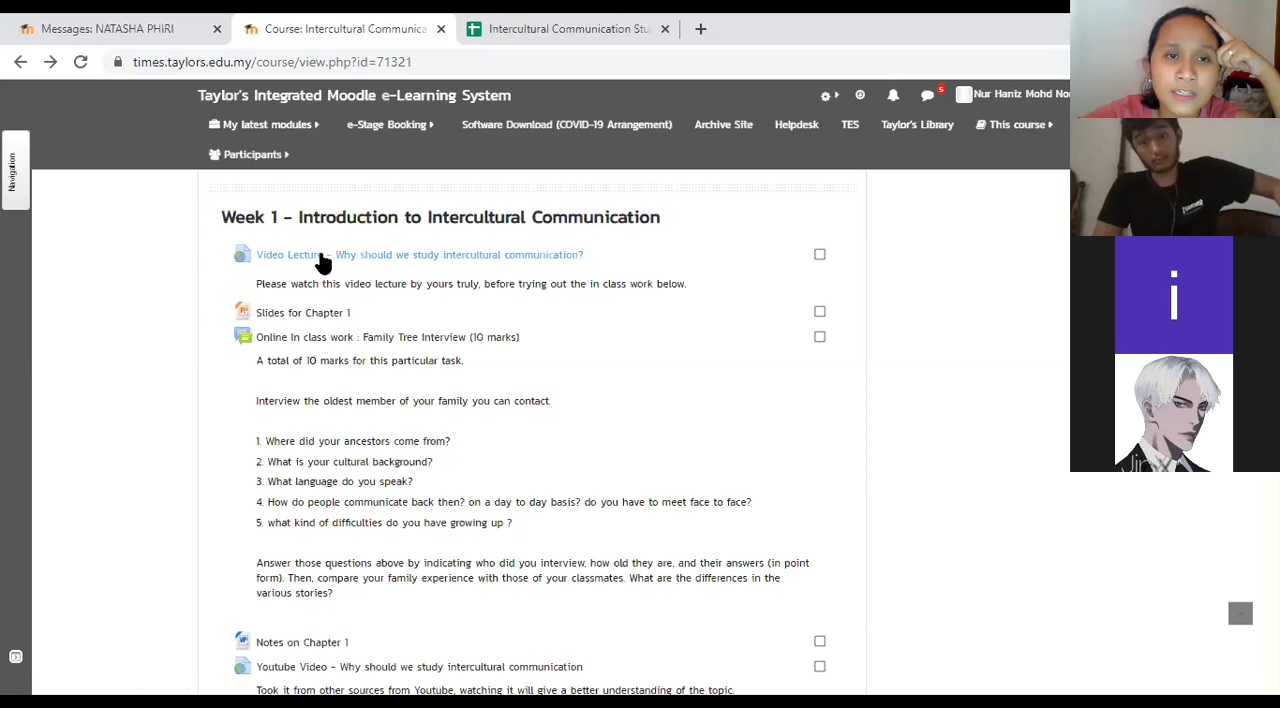 Messages: NATASHA PHIRI
Course: Intercultural Communica
Intercultural Communication Stu
times.taylors.edu.my/course/view.php?id=71321
Taylor's Integrated Moodle e-Learning System
5
Nur Haniz Mohd Nor
My latest modules
e-Stage Booking
Software Download (COVID-19 Arrangement)
Archive Site
Helpdesk
TES
Taylor's Library
This course
Participants
Navigation
Week 1 - Introduction to Intercultural Communication
Video Lecture - Why should we study intercultural communication?
Please watch this video lecture by yours truly, before trying out the in class work below.
Slides for Chapter 1
Online In class work : Family Tree Interview (10 marks)
A total of 10 marks for this particular task.
Interview the oldest member of your family you can contact.
1. Where did your ancestors come from?
2. What is your cultural background?
3. What language do you speak?
4. How do people communicate back then? on a day to day basis? do you have to meet face to face?
5. what kind of difficulties do you have growing up ?
Answer those questions above by indicating who did you interview, how old they are, and their answers (in point
form). Then, compare your family experience with those of your classmates. What are the differences in the
various stories?
Notes on Chapter 1
Youtube Video - Why should we study intercultural communication
Took it from other sources from Youtube, watching it will give a better understanding of the topic.
i